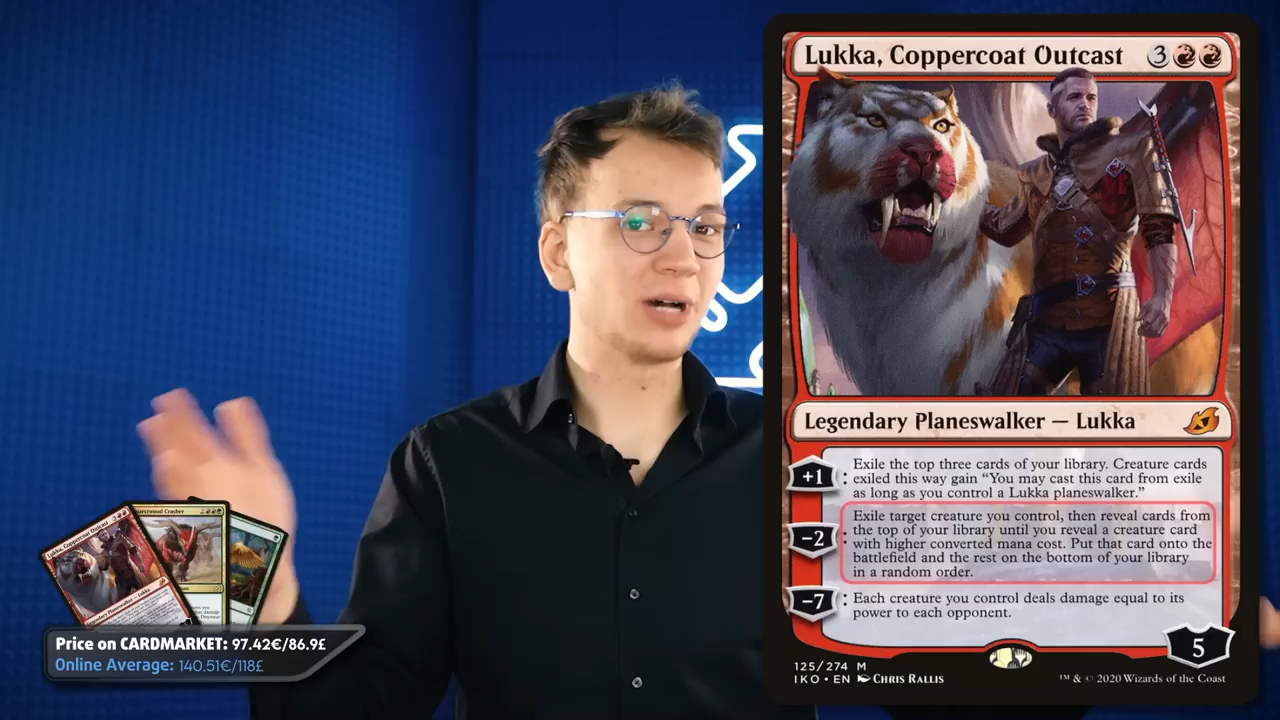 Lukka, Coppercoat Outcast 3
Legendary Planeswalker — Lukka
+1 : Exile the top three cards of your library. Creature cards
exiled this way gain “You may cast this card from exile
as long as you control a Lukka planeswalker.”
−2 : Exile target creature you control, then reveal cards from
the top of your library until you reveal a creature card
with higher converted mana cost. Put that card onto the
battlefield and the rest on the bottom of your library
in a random order.
−7 : Each creature you control deals damage equal to its
power to each opponent.
5
125/274 M
IKO • EN Chris Rallis
™ & © 2020 Wizards of the Coast
Lukka, Coppercoat Outcast
Price on CARDMARKET: 97.42€/86.9£
Online Average: 140.51€/118£